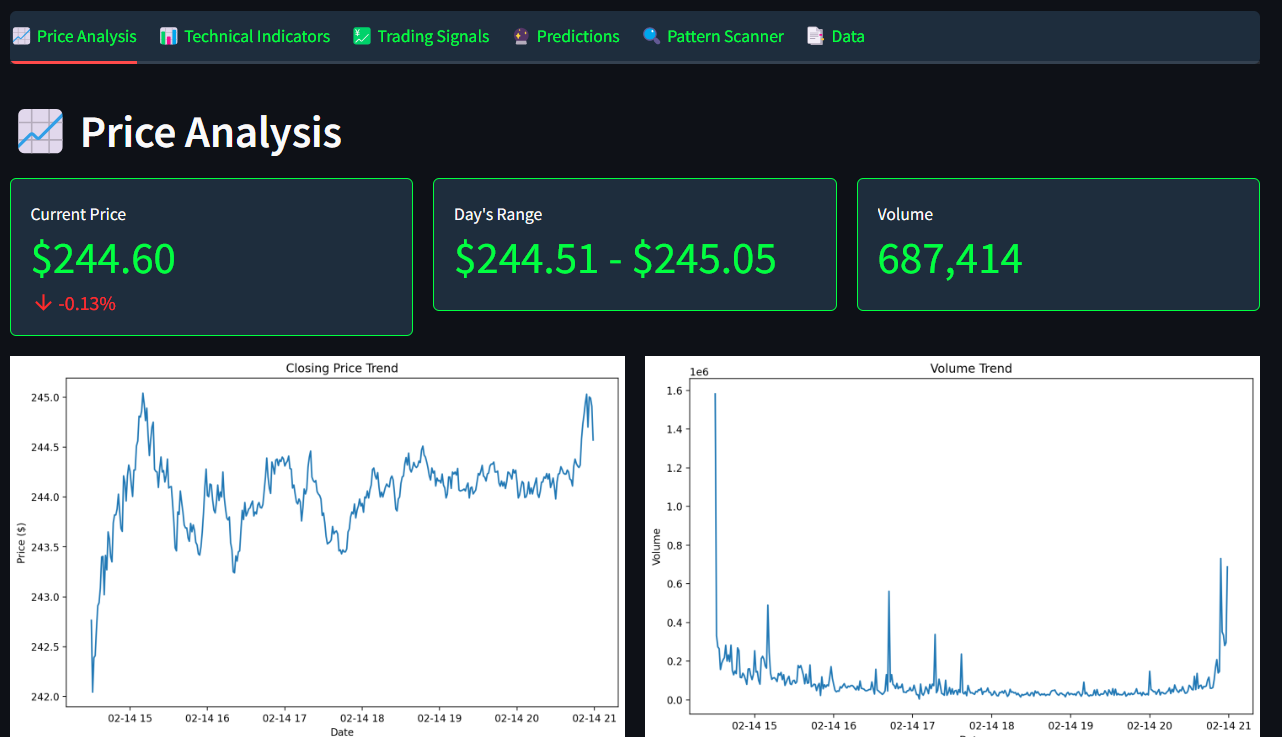 Price Analysis
Technical Indicators
Trading Signals
Predictions
Pattern Scanner
Data
Price Analysis
Current Price
$244.60
↓ -0.13%
Day's Range
$244.51 - $245.05
Volume
687,414
Closing Price Trend
Price ($)
245.0
244.5
244.0
243.5
243.0
242.5
242.0
02-14 15
02-14 16
02-14 17
02-14 18
02-14 19
02-14 20
02-14 21
Date
Volume Trend
1e6
Volume
1.6
1.4
1.2
1.0
0.8
0.6
0.4
0.2
0.0
02-14 15
02-14 16
02-14 17
02-14 18
02-14 19
02-14 20
02-14 21